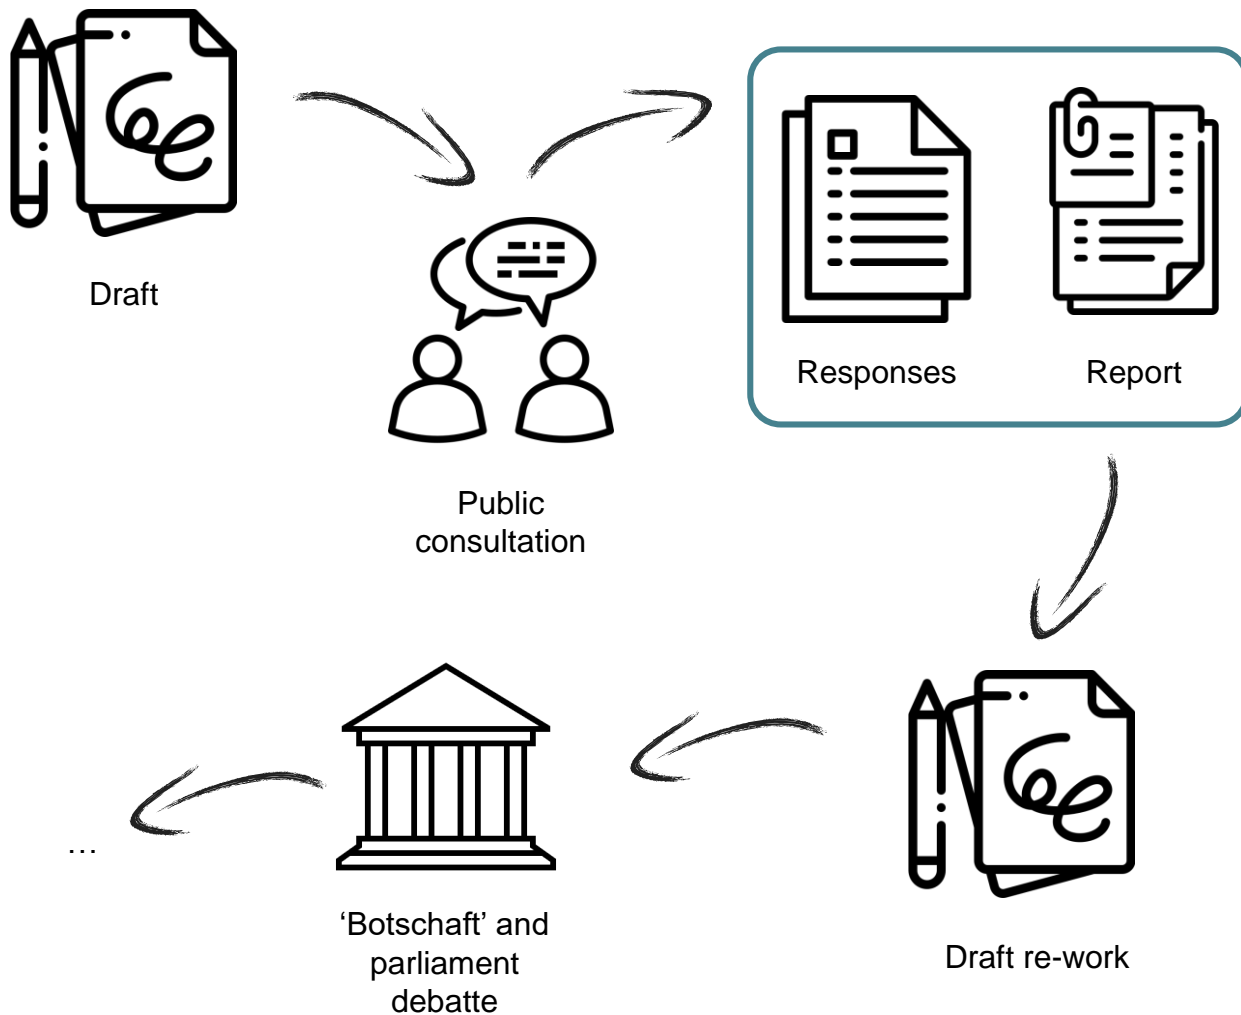 Draft
Public
consultation
Responses
Report
Draft re-work
‘Botschaft’ and
parliament
debatte
…